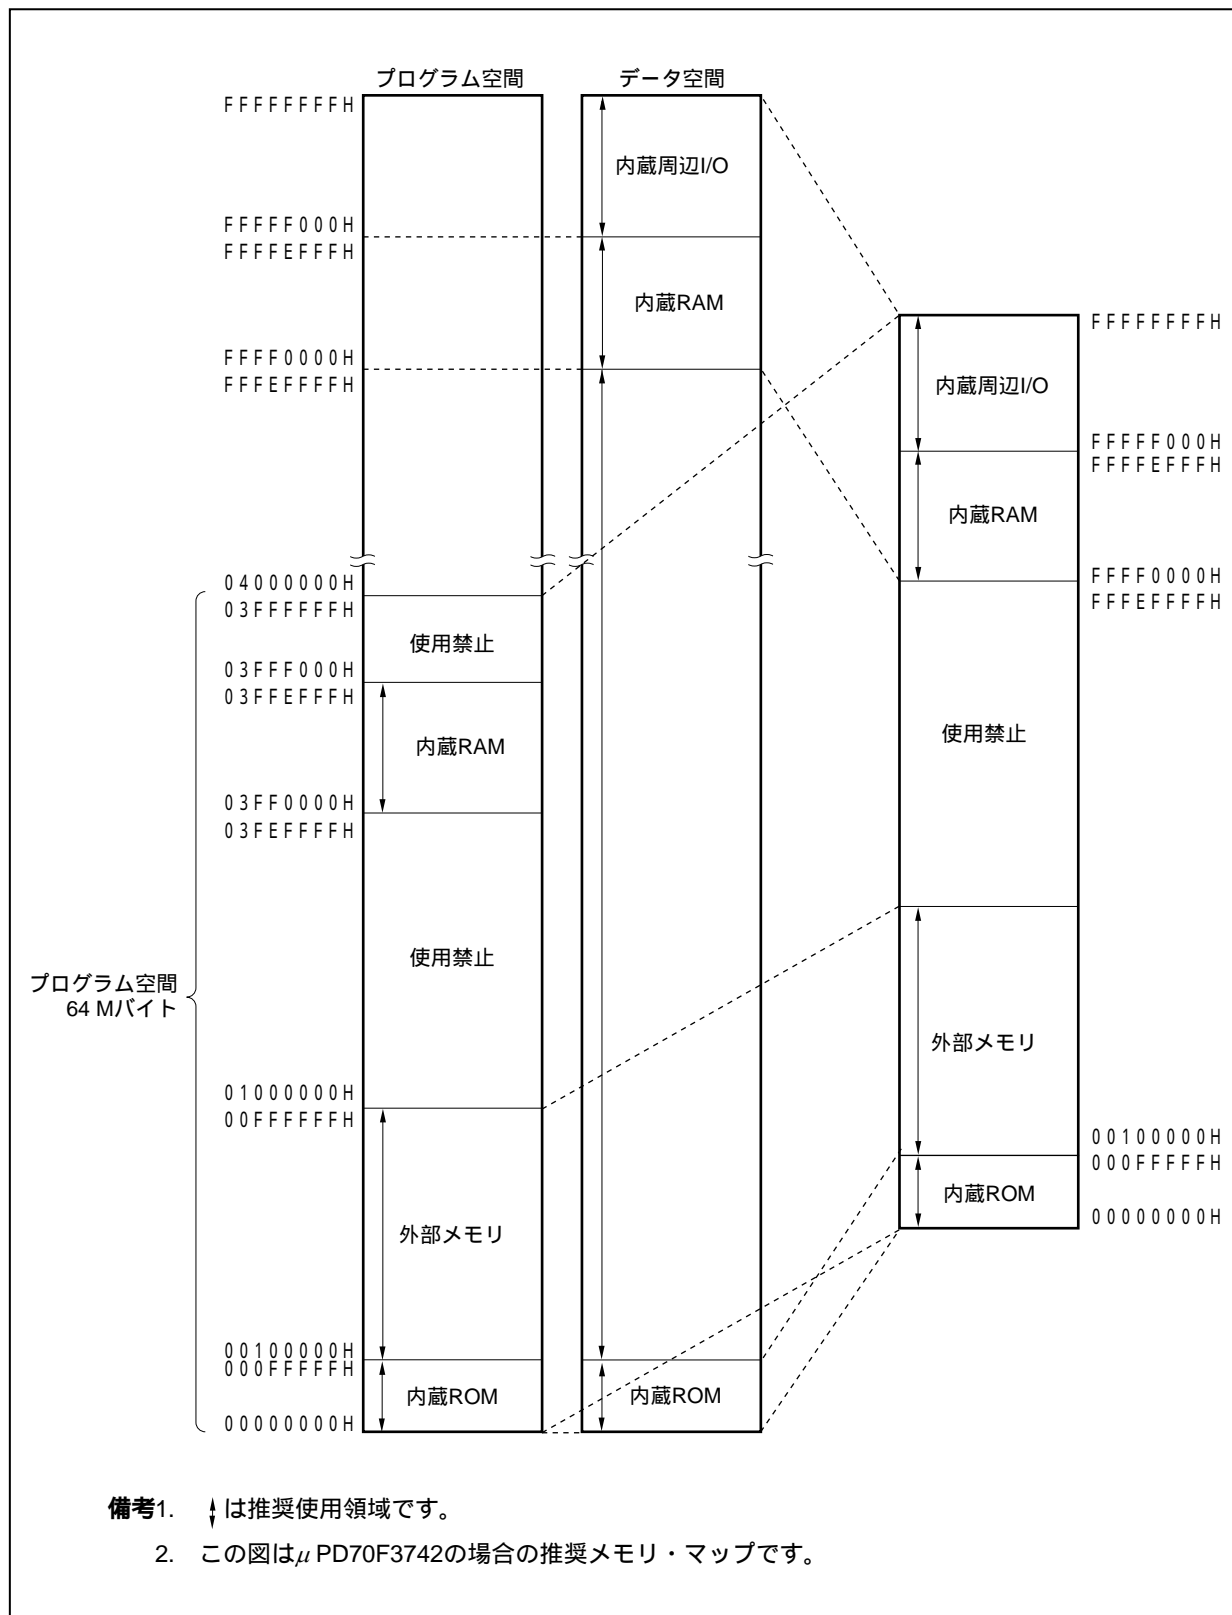 プログラム空間
データ空間
FFFFFFFFH
内蔵周辺I/O
FFFFF000H
FFFFEFFFH
内蔵RAM
FFFF0000H
FFFEFFFFH
04000000H
03FFFFFFH
使用禁止
03FFF000H
03FFEFFFH
内蔵RAM
03FF0000H
03FEFFFFH
使用禁止
プログラム空間
64 Mバイト
01000000H
00FFFFFFH
外部メモリ
00100000H
000FFFFFH
内蔵ROM
内蔵ROM
00000000H
FFFFFFFFH
内蔵周辺I/O
FFFFF000H
FFFFEFFFH
内蔵RAM
FFFF0000H
FFFEFFFFH
使用禁止
外部メモリ
00100000H
000FFFFFH
内蔵ROM
00000000H
備考1. は推奨使用領域です。
2. この図はμPD70F3742の場合の推奨メモリ・マップです。